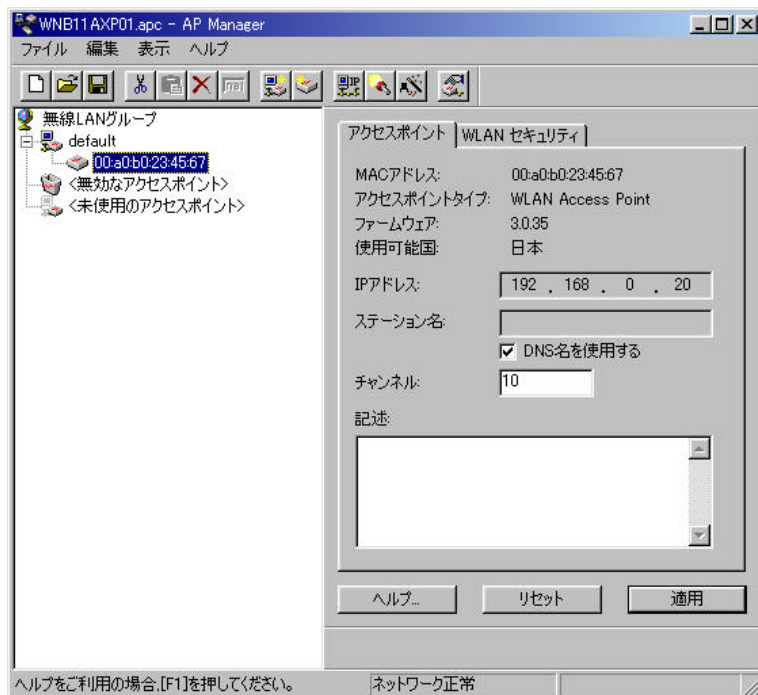 WNB11AXP01.apc - AP Manager
ファイル 編集 表示 ヘルプ
無線LANグループ
default
00:a0:b0:23:45:67
<無効なアクセスポイント>
<未使用のアクセスポイント>
アクセスポイント WLAN セキュリティ
MACアドレス: 00:a0:b0:23:45:67
アクセスポイントタイプ: WLAN Access Point
ファームウェア: 3.0.35
使用可能国: 日本
IPアドレス: 192 . 168 . 0 . 20
ステーション名:
DNS名を使用する
チャンネル: 10
記述:
ヘルプ... リセット 適用
ヘルプをご利用の場合、[F1]を押してください。 ネットワーク正常